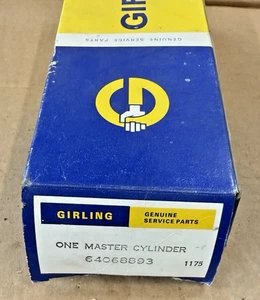 GIRLING
GENUINE SERVICE PARTS
GIRLING
GENUINE
SERVICE PARTS
ONE MASTER CYLINDER
64068893
1175